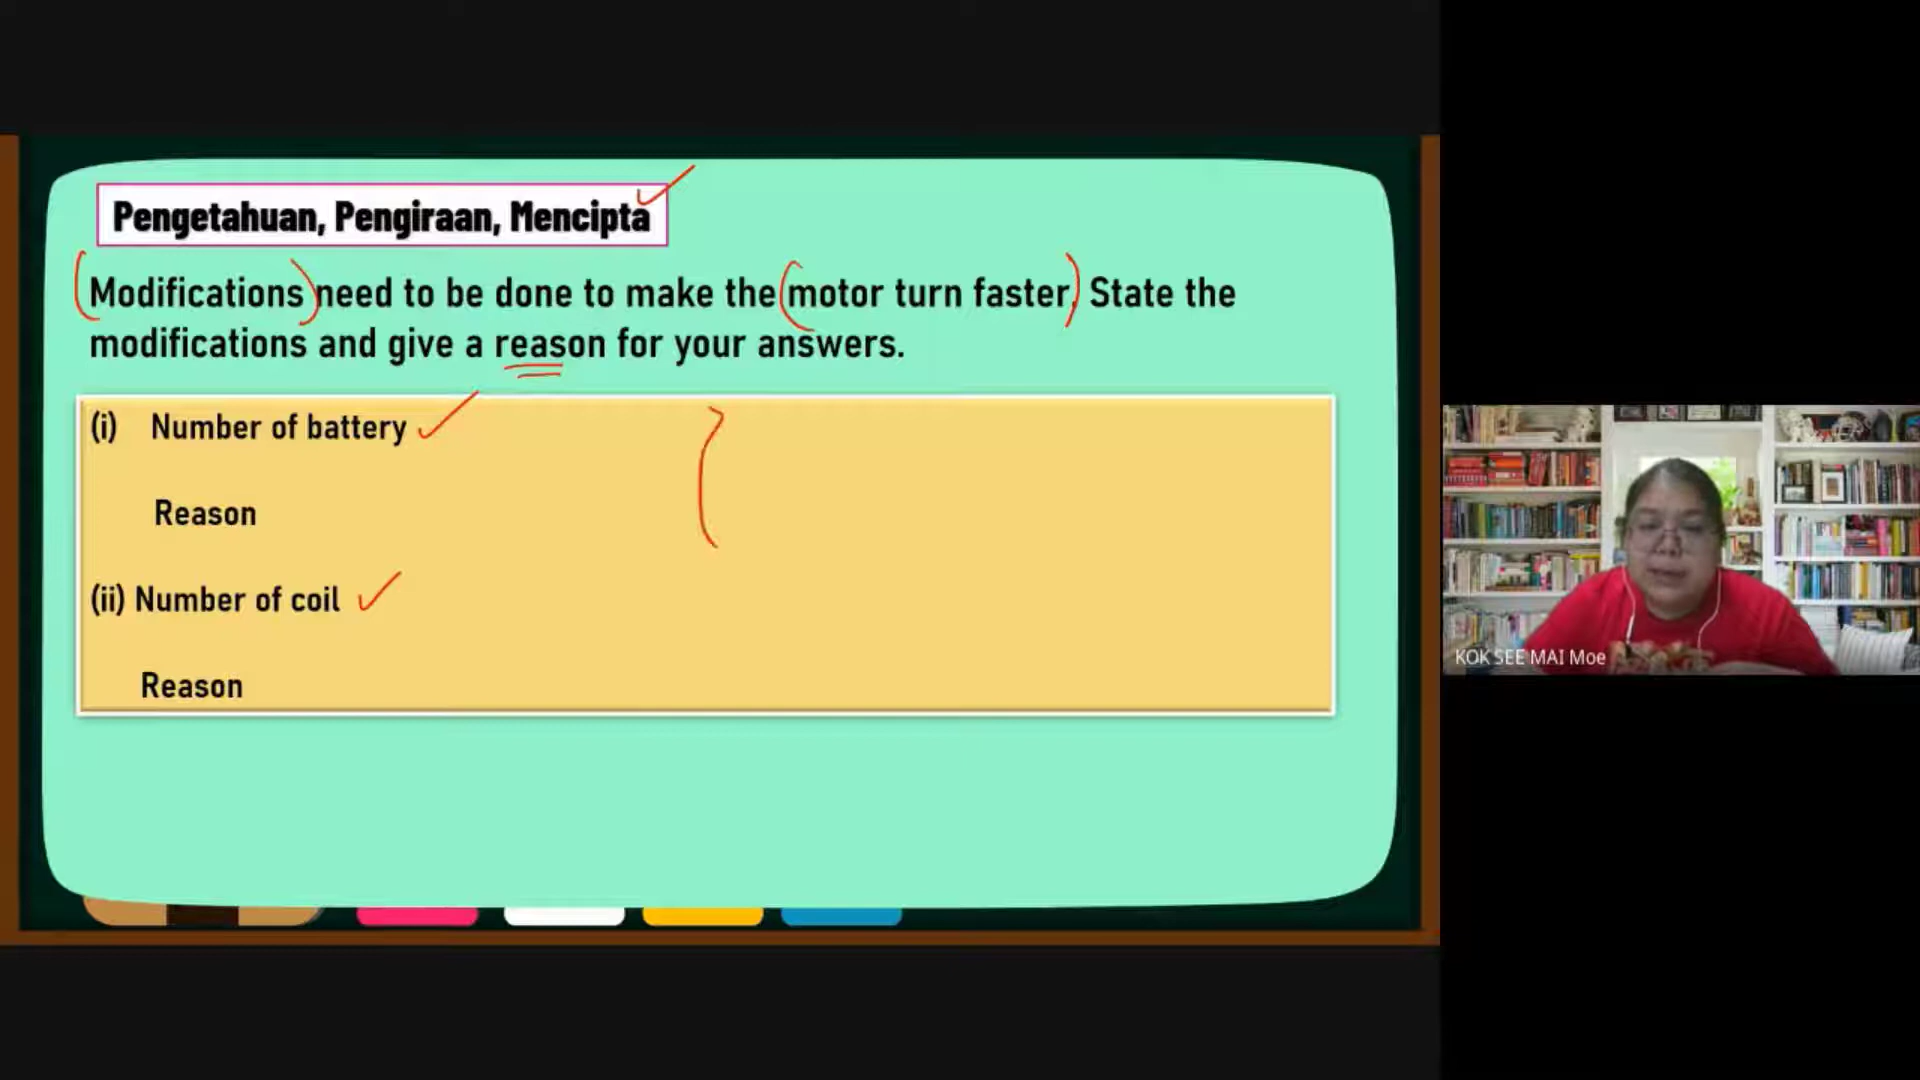 Pengetahuan, Pengiraan, Mencipta
Modifications need to be done to make the motor turn faster. State the
modifications and give a reason for your answers.
(i) Number of battery
Reason
(ii) Number of coil
Reason
KOK SEE MAI Moe